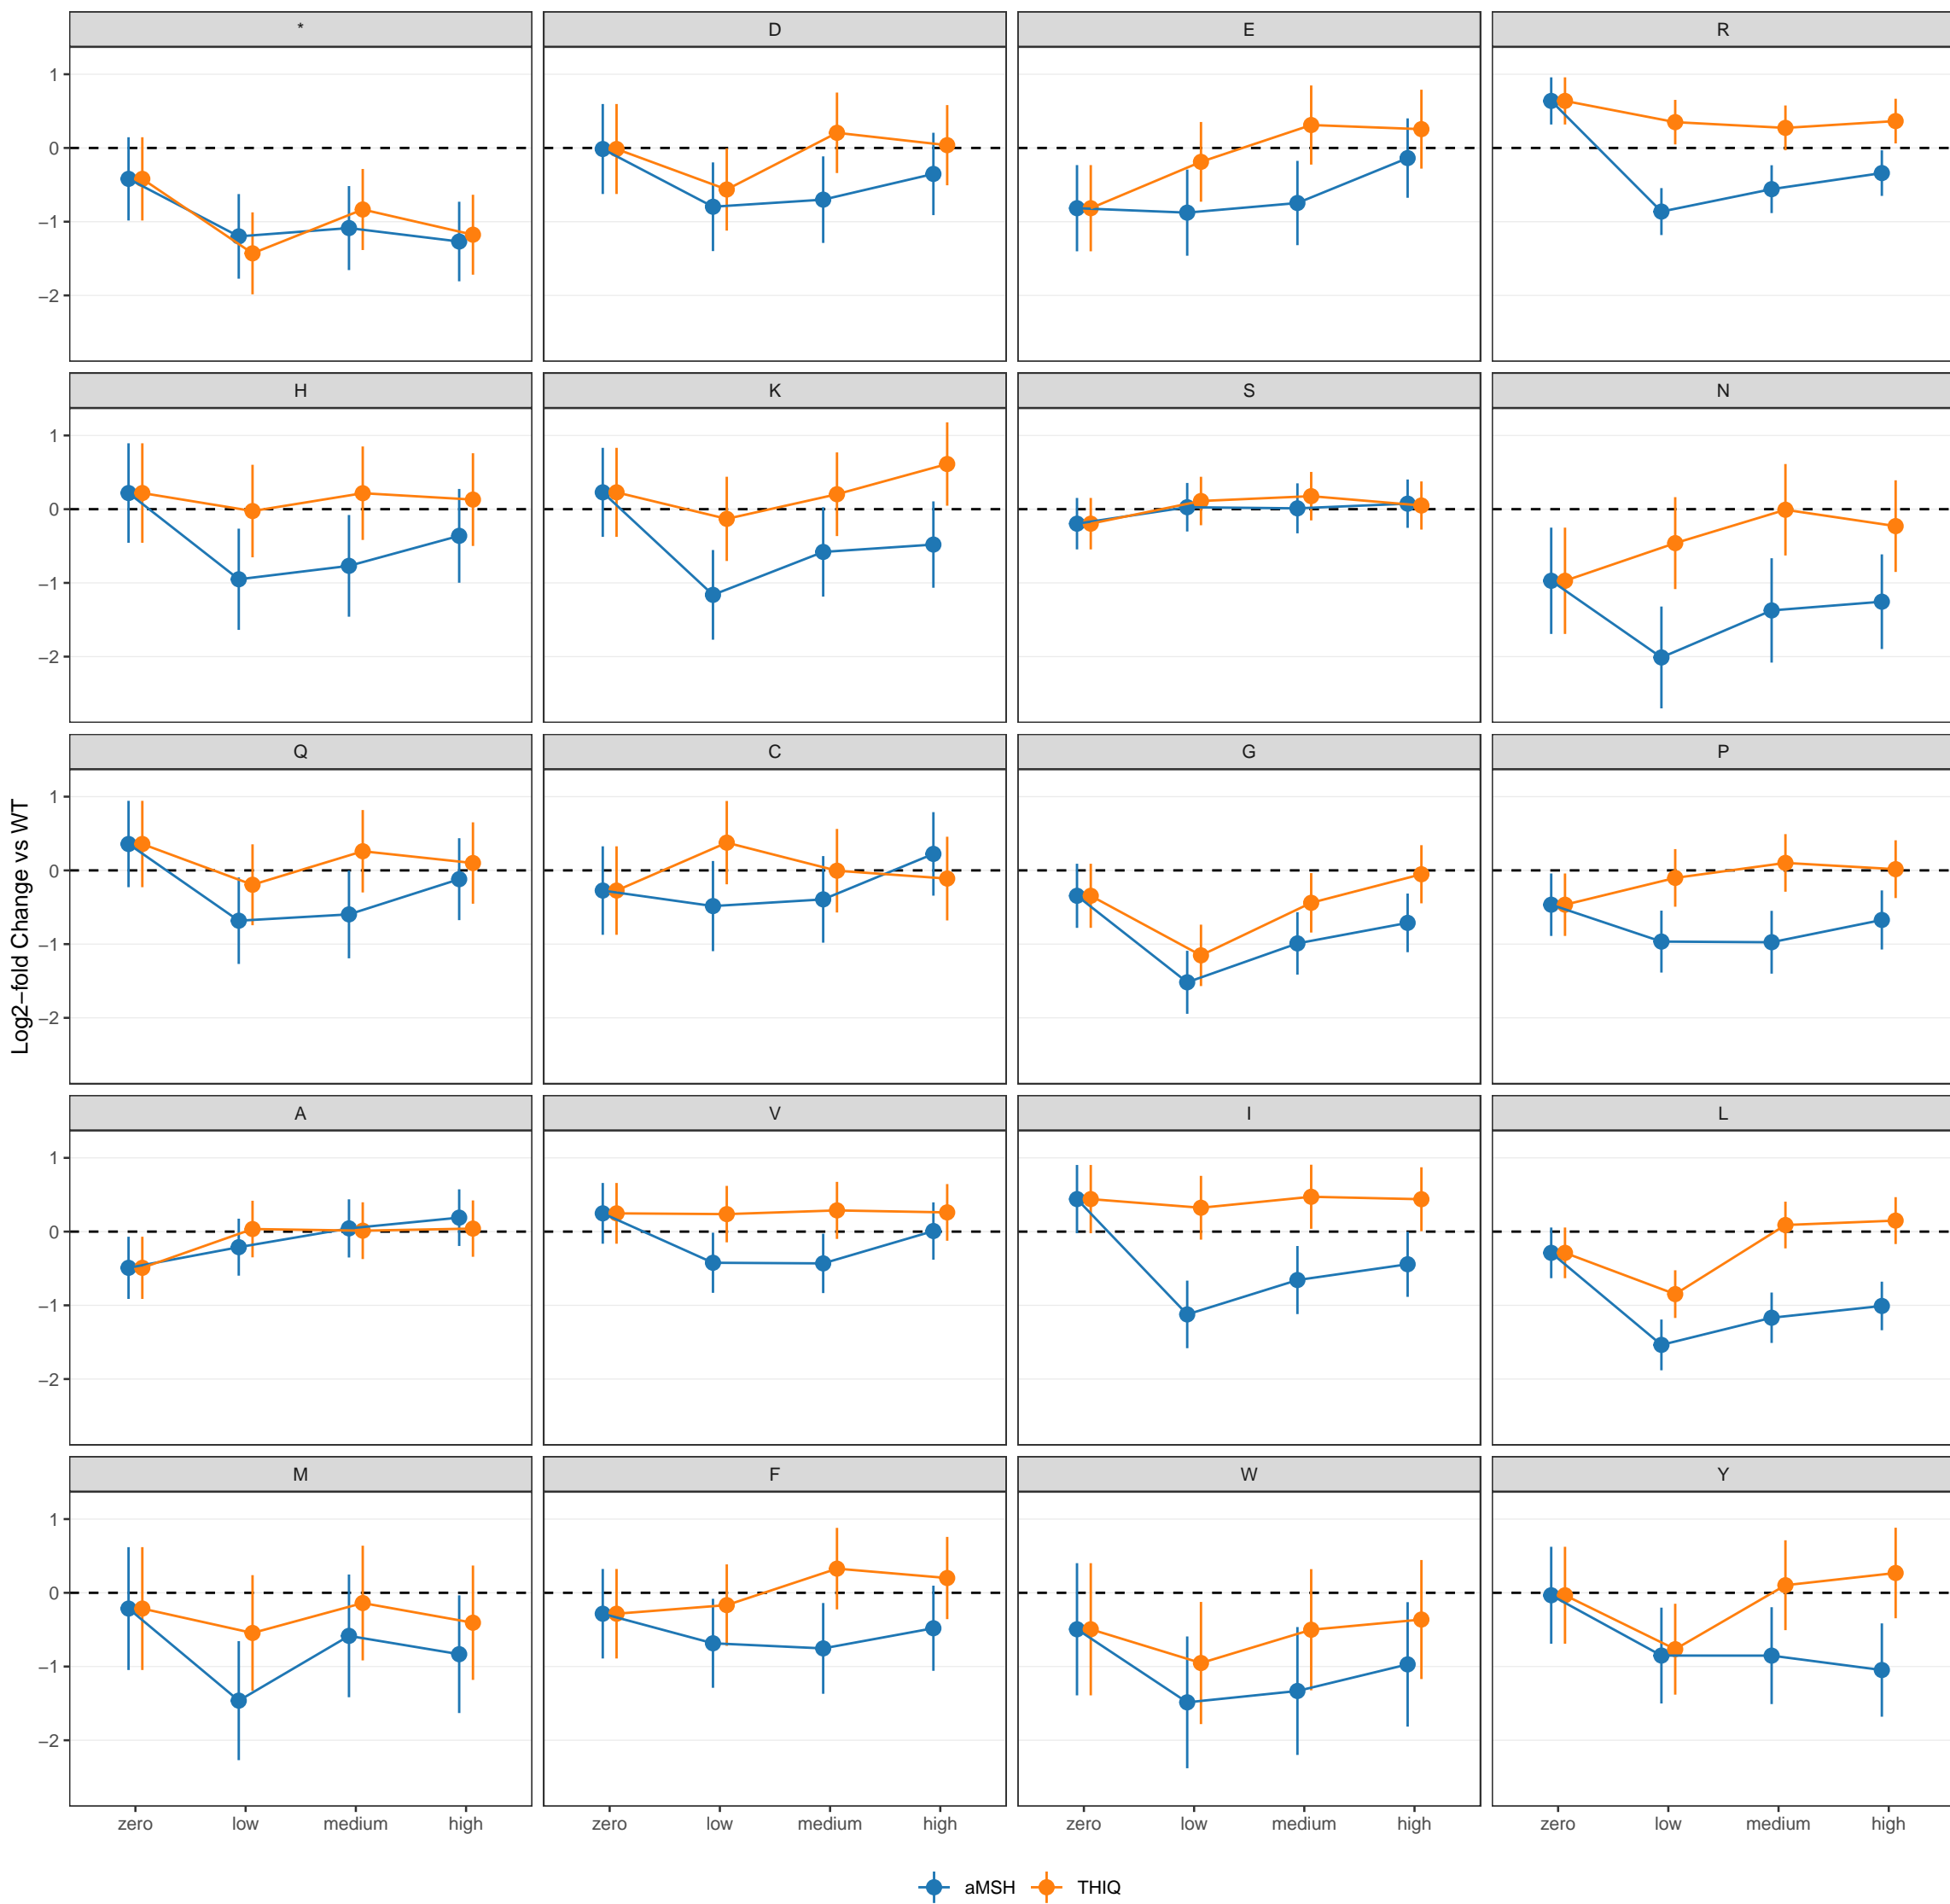 * D E R
1
0
−1
−2
H K S N
1
0
−1
−2
Q C G P
1
0
−1
−2
A V I L
1
0
−1
−2
M F W Y
1
0
−1
−2
Log2−fold Change vs WT
zero low medium high zero low medium high zero low medium high zero low medium high
aMSH THIQ